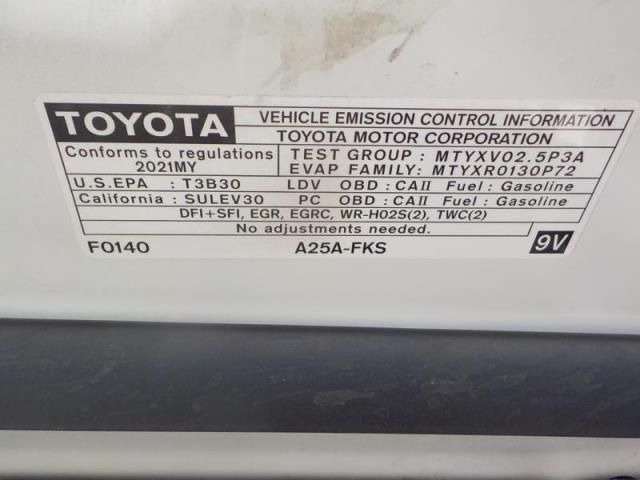 TOYOTA
VEHICLE EMISSION CONTROL INFORMATION
TOYOTA MOTOR CORPORATION
Conforms to regulations
2021MY
TEST GROUP : MTYXV02.5P3A
EVAP FAMILY: MTYXR0130P72
U.S.EPA : T3B30 LDV OBD : CAII Fuel : Gasoline
California : SULEV30 PC OBD : CAII Fuel : Gasoline
DFI+SFI, EGR, EGRC, WR-HO2S(2), TWC(2)
No adjustments needed.
F0140 A25A-FKS 9V